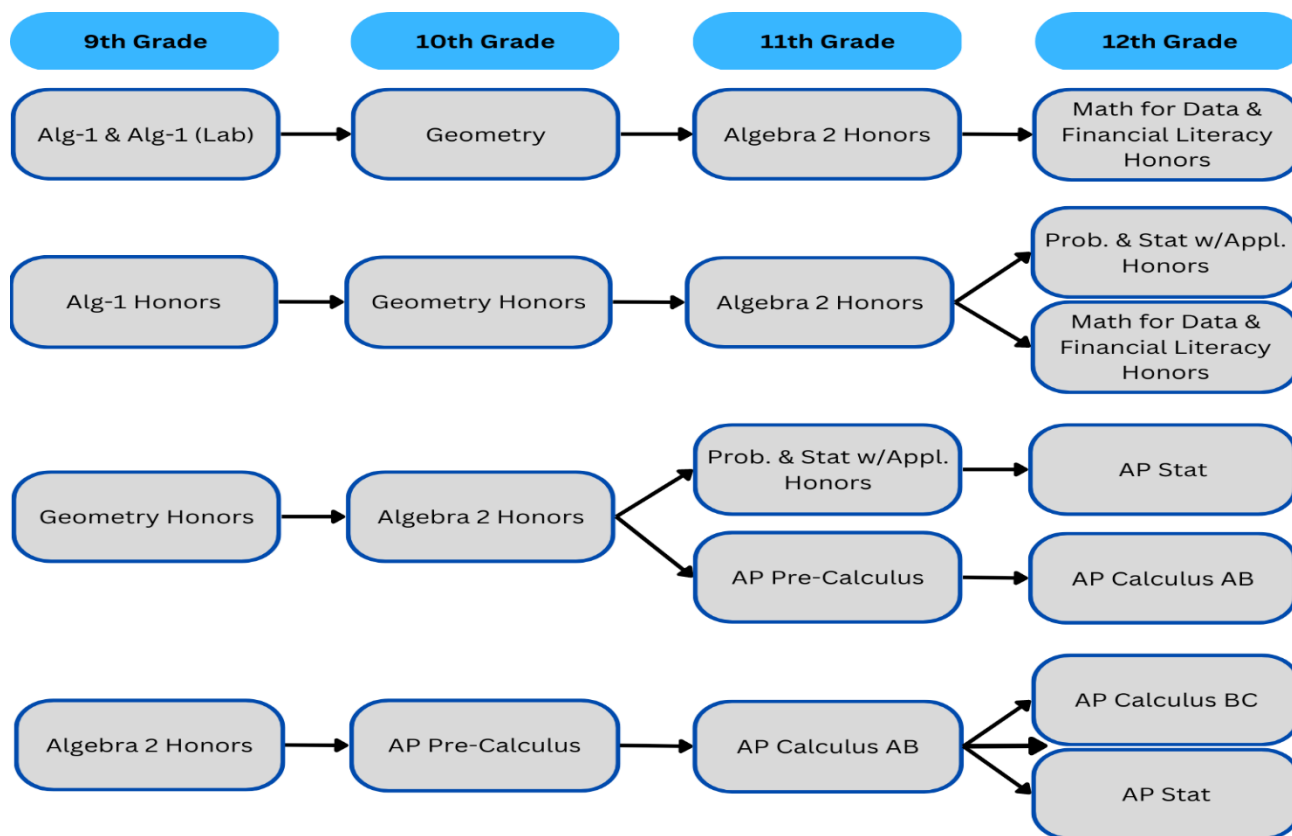 9th Grade
10th Grade
11th Grade
12th Grade
Alg-1 & Alg-1 (Lab)
Geometry
Algebra 2 Honors
Math for Data &
Financial Literacy
Honors
Alg-1 Honors
Geometry Honors
Algebra 2 Honors
Prob. & Stat w/Appl.
Honors
Math for Data &
Financial Literacy
Honors
Geometry Honors
Algebra 2 Honors
Prob. & Stat w/Appl.
Honors
AP Stat
AP Pre-Calculus
AP Calculus AB
Algebra 2 Honors
AP Pre-Calculus
AP Calculus AB
AP Calculus BC
AP Stat